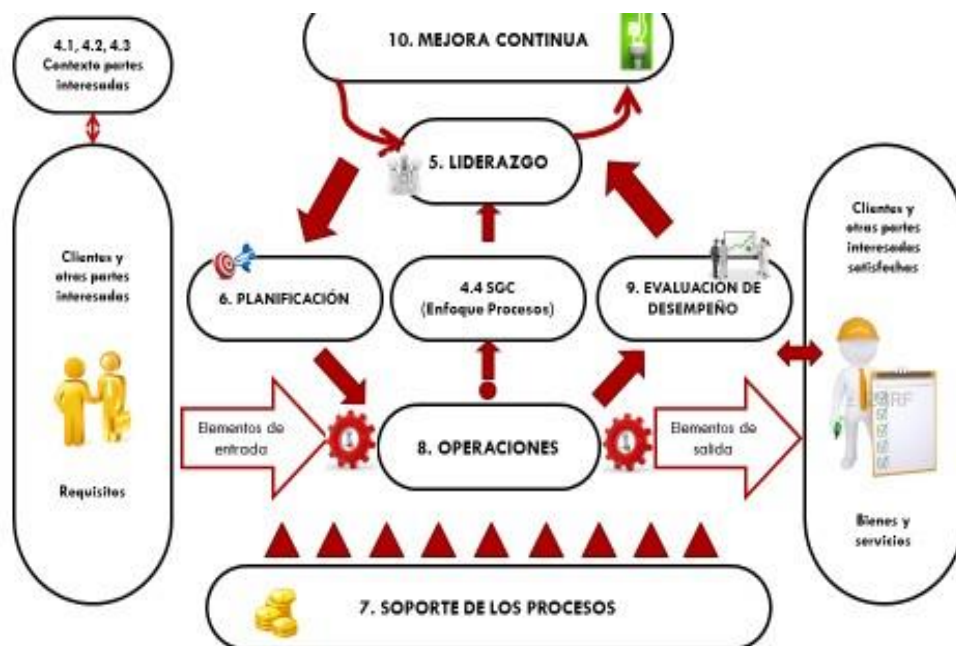 4.1, 4.2, 4.3
Contexto partes
interesadas
10. MEJORA CONTINUA
5. LIDERAZGO
Clientes y
otras partes
interesadas
Requisitos
6. PLANIFICACIÓN
4.4 SGC
(Enfoque Procesos)
9. EVALUACIÓN DE
DESEMPEÑO
Clientes y
otras partes
interesadas
satisfechas
Elementos de
entrada
8. OPERACIONES
Elementos de
salida
Bienes y
servicios
7. SOPORTE DE LOS PROCESOS